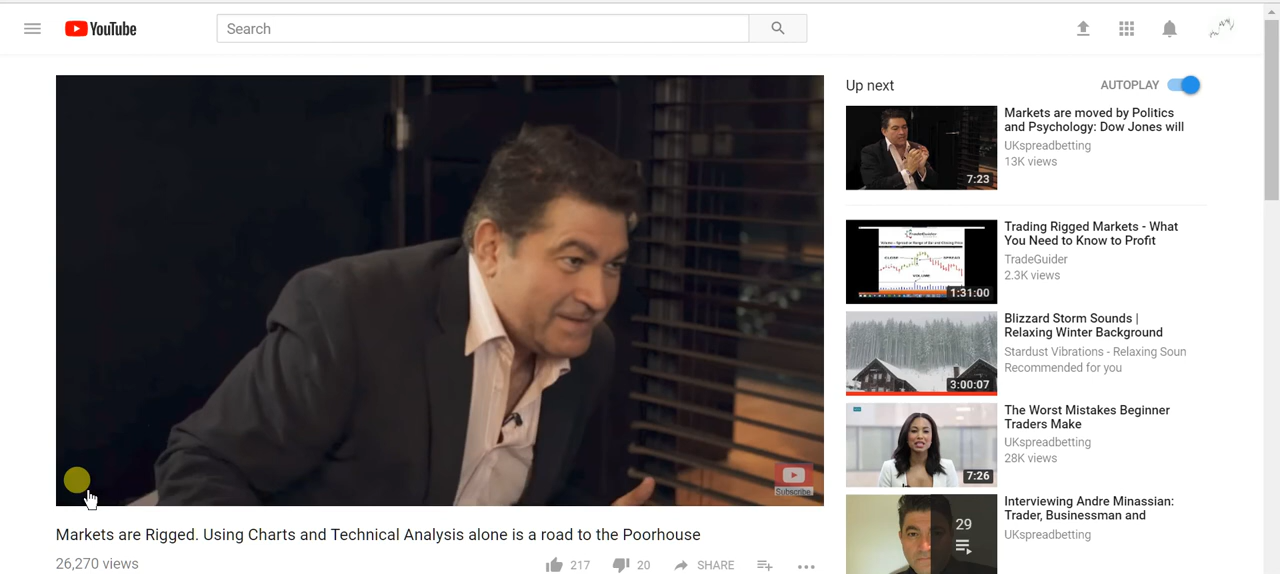 YouTube
Search
Up next
AUTOPLAY
Markets are moved by Politics
and Psychology: Dow Jones will
UKspreadbetting
13K views
7:23
Trading Rigged Markets - What
You Need to Know to Profit
TradeGuider
2.3K views
1:31:00
Blizzard Storm Sounds |
Relaxing Winter Background
Stardust Vibrations - Relaxing Soun
Recommended for you
3:00:07
The Worst Mistakes Beginner
Traders Make
UKspreadbetting
28K views
7:26
Interviewing Andre Minassian:
Trader, Businessman and
UKspreadbetting
29
Subscribe
Markets are Rigged. Using Charts and Technical Analysis alone is a road to the Poorhouse
26,270 views
217
20
SHARE